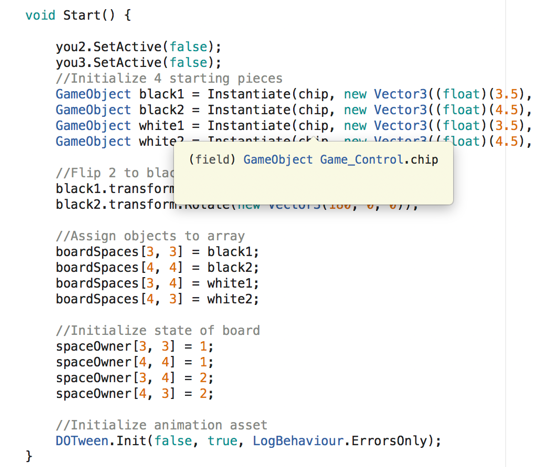 void Start() {
you2.SetActive(false);
you3.SetActive(false);
//Initialize 4 starting pieces
GameObject black1 = Instantiate(chip, new Vector3((float)(3.5),
GameObject black2 = Instantiate(chip, new Vector3((float)(4.5),
GameObject white1 = Instantiate(chip, new Vector3((float)(3.5),
GameObject white2 = Instantiate(chip, new Vector3((float)(4.5),
(field) GameObject Game_Control.chip
//Flip 2 to blac
black1.transform
black2.transform.Rotate(new Vector3(180, 0, 0));
//Assign objects to array
boardSpaces[3, 3] = black1;
boardSpaces[4, 4] = black2;
boardSpaces[3, 4] = white1;
boardSpaces[4, 3] = white2;
//Initialize state of board
spaceOwner[3, 3] = 1;
spaceOwner[4, 4] = 1;
spaceOwner[3, 4] = 2;
spaceOwner[4, 3] = 2;
//Initialize animation asset
DOTween.Init(false, true, LogBehaviour.ErrorsOnly);
}